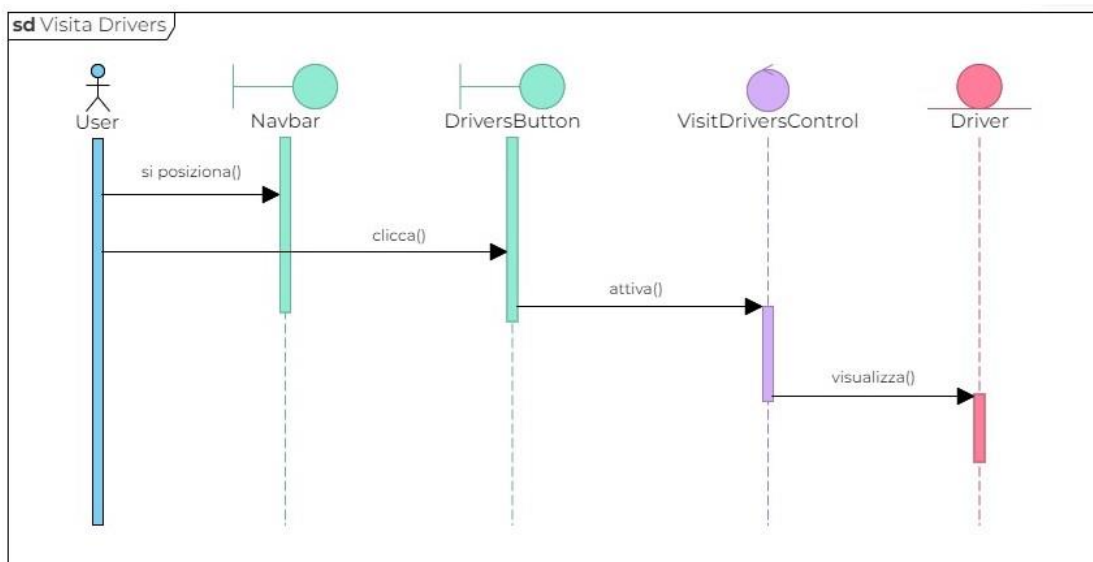 sd Visita Drivers
User
Navbar
DriversButton
VisitDriversControl
Driver
si posiziona()
clicca()
attiva()
visualizza()